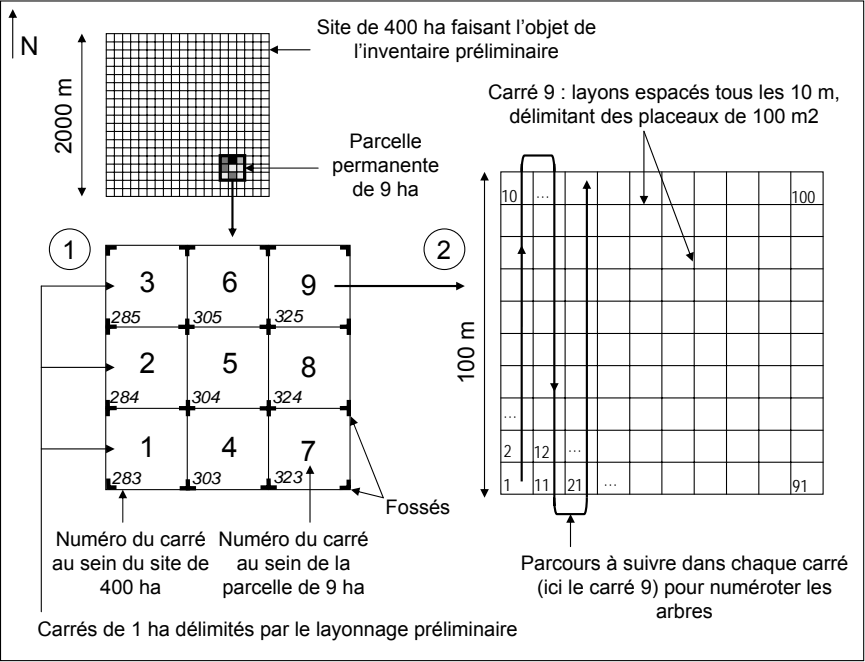 N
2000 m
Site de 400 ha faisant l’objet de
l’inventaire préliminaire
Parcelle
permanente
de 9 ha
Carré 9 : layons espacés tous les 10 m,
délimitant des placeaux de 100 m2
1
3
6
9
285
305
325
2
5
8
284
304
324
1
4
7
283
303
323
Fossés
Numéro du carré
au sein du site de
400 ha
Numéro du carré
au sein de la
parcelle de 9 ha
Carrés de 1 ha délimités par le layonnage préliminaire
2
100 m
10 ... 100
...
2 12 ...
1 11 21 ... 91
Parcours à suivre dans chaque carré
(ici le carré 9) pour numéroter les
arbres